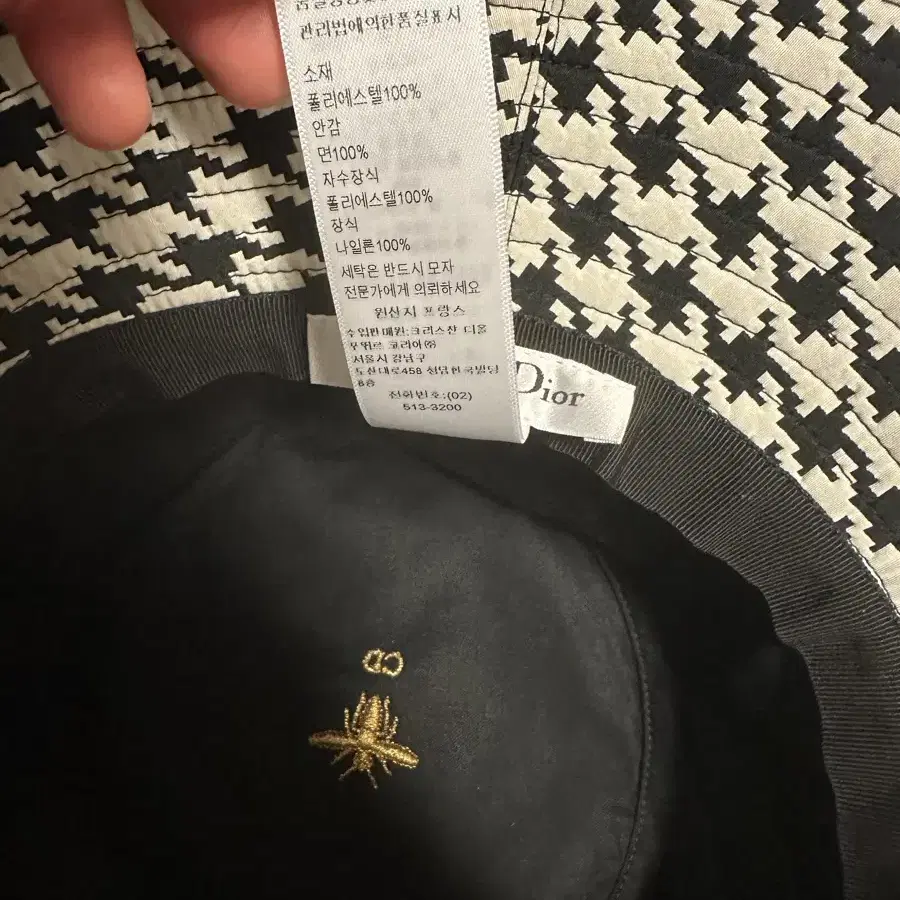 관리법에의한품질표시
소재
폴리에스텔100%
안감
면100%
자수장식
폴리에스텔100%
장식
나일론100%
세탁은 반드시 모자
전문가에게 의뢰하세요
원산지 프랑스
수입판매원:크리스챤 디올
꾸뛰르 코리아㈜
서울시 강남구
도산대로458 청담한국빌딩
6층
전화번호:(02)
513-3200
Dior
CD